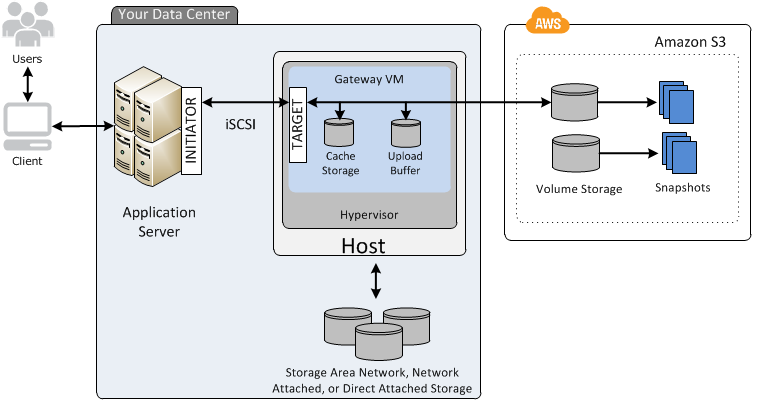 Your Data Center
AWS
Amazon S3
Users
Gateway VM
INITIATOR
iSCSI
TARGET
Cache
Storage
Upload
Buffer
Client
Volume Storage
Snapshots
Application
Server
Hypervisor
Host
Storage Area Network, Network
Attached, or Direct Attached Storage